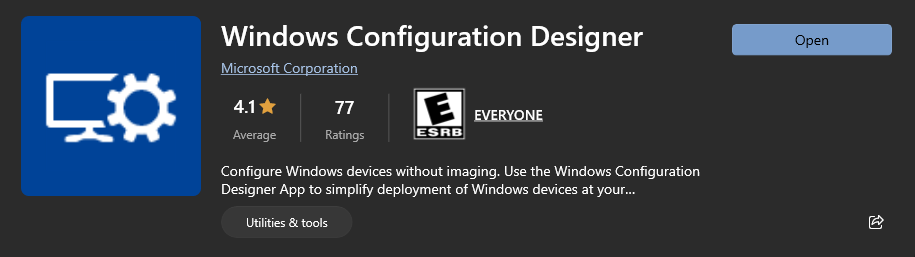 Windows Configuration Designer
Open
Microsoft Corporation
4.1
77
E
ESRB
EVERYONE
Average
Ratings
Configure Windows devices without imaging. Use the Windows Configuration
Designer App to simplify deployment of Windows devices at your...
Utilities & tools